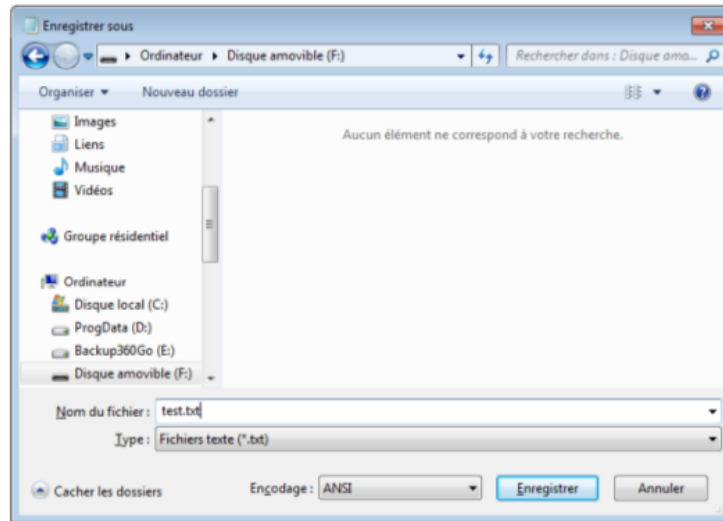 Enregistrer sous
Ordinateur Disque amovible (F:)
Rechercher dans : Disque amo...
Organiser Nouveau dossier
Aucun élément ne correspond à votre recherche.
Images
Liens
Musique
Vidéos
Groupe résidentiel
Ordinateur
Disque local (C:)
ProgData (D:)
Backup360Go (E:)
Disque amovible (F:)
Nom du fichier : test.txt
Type : Fichiers texte (*.txt)
Cacher les dossiers
Encodage : ANSI
Enregistrer
Annuler